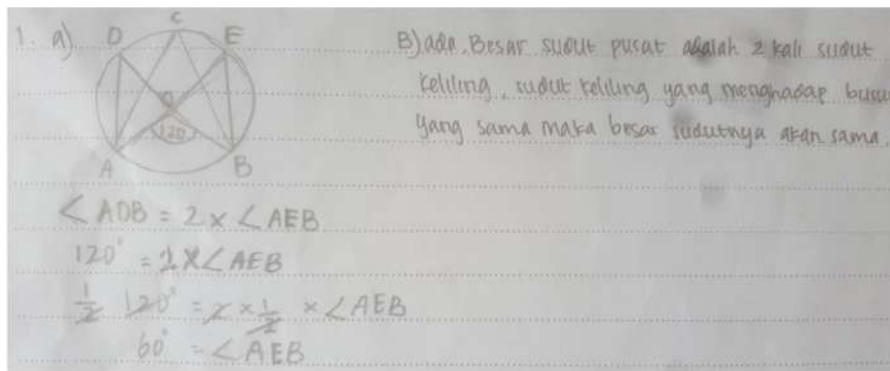 1. a)
C
D E
O
120
A B
∠AOB = 2 × ∠AEB
120° = 2 × ∠AEB
1/2 120° = 2 × 1/2 × ∠AEB
60° = ∠AEB
B) ada. Besar sudut pusat adalah 2 kali sudut
keliling, sudut keliling yang menghadap busu
yang sama maka besar sudutnya akan sama.